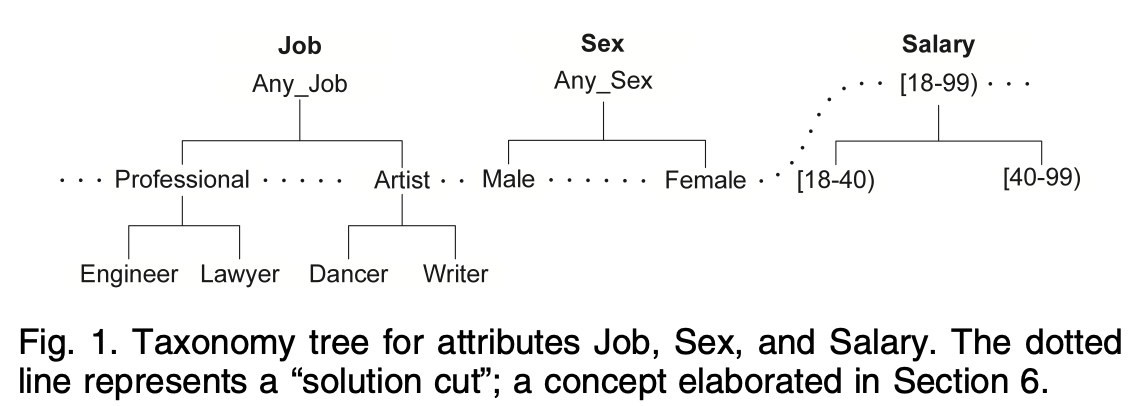 Job Sex Salary
Any_Job Any_Sex [18-99)
Professional Artist Male Female [18-40) [40-99)
Engineer Lawyer Dancer Writer
Fig. 1. Taxonomy tree for attributes Job, Sex, and Salary. The dotted
line represents a “solution cut”; a concept elaborated in Section 6.